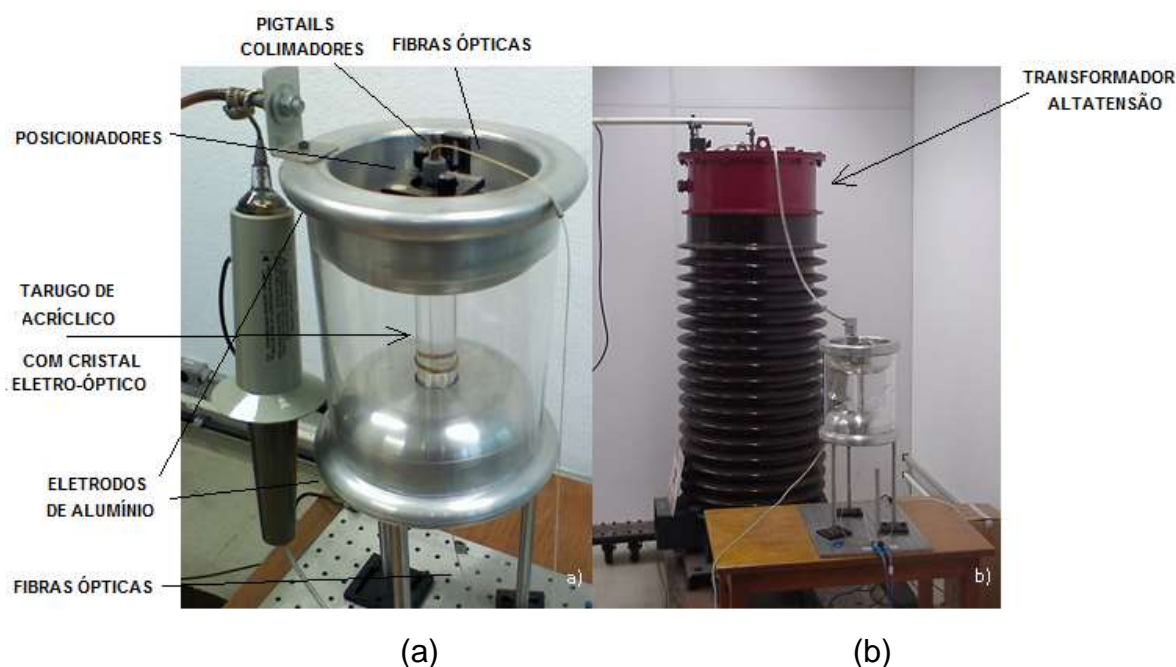 PIGTAILS
COLIMADORES
FIBRAS ÓPTICAS
TRANSFORMADOR
ALTATENSÃO
POSICIONADORES
TARUGO DE
ACRÍCLICO
COM CRISTAL
ELETRO-ÓPTICO
ELETRODOS
DE ALUMÍNIO
FIBRAS ÓPTICAS
a)
b)
(a)
(b)